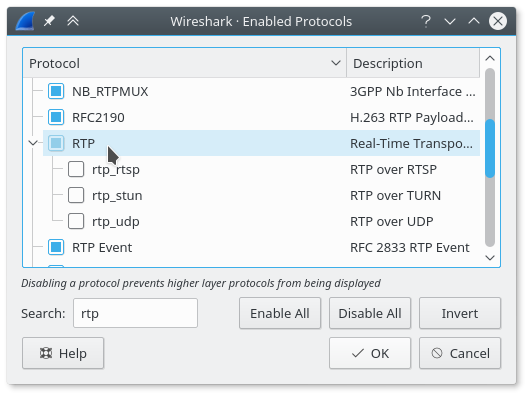 Wireshark · Enabled Protocols ?
Protocol Description
NB_RTPMUX 3GPP Nb Interface ...
RFC2190 H.263 RTP Payload...
RTP Real-Time Transpo...
rtp_rtsp RTP over RTSP
rtp_stun RTP over TURN
rtp_udp RTP over UDP
RTP Event RFC 2833 RTP Event
Disabling a protocol prevents higher layer protocols from being displayed
Search: rtp Enable All Disable All Invert
Help OK Cancel